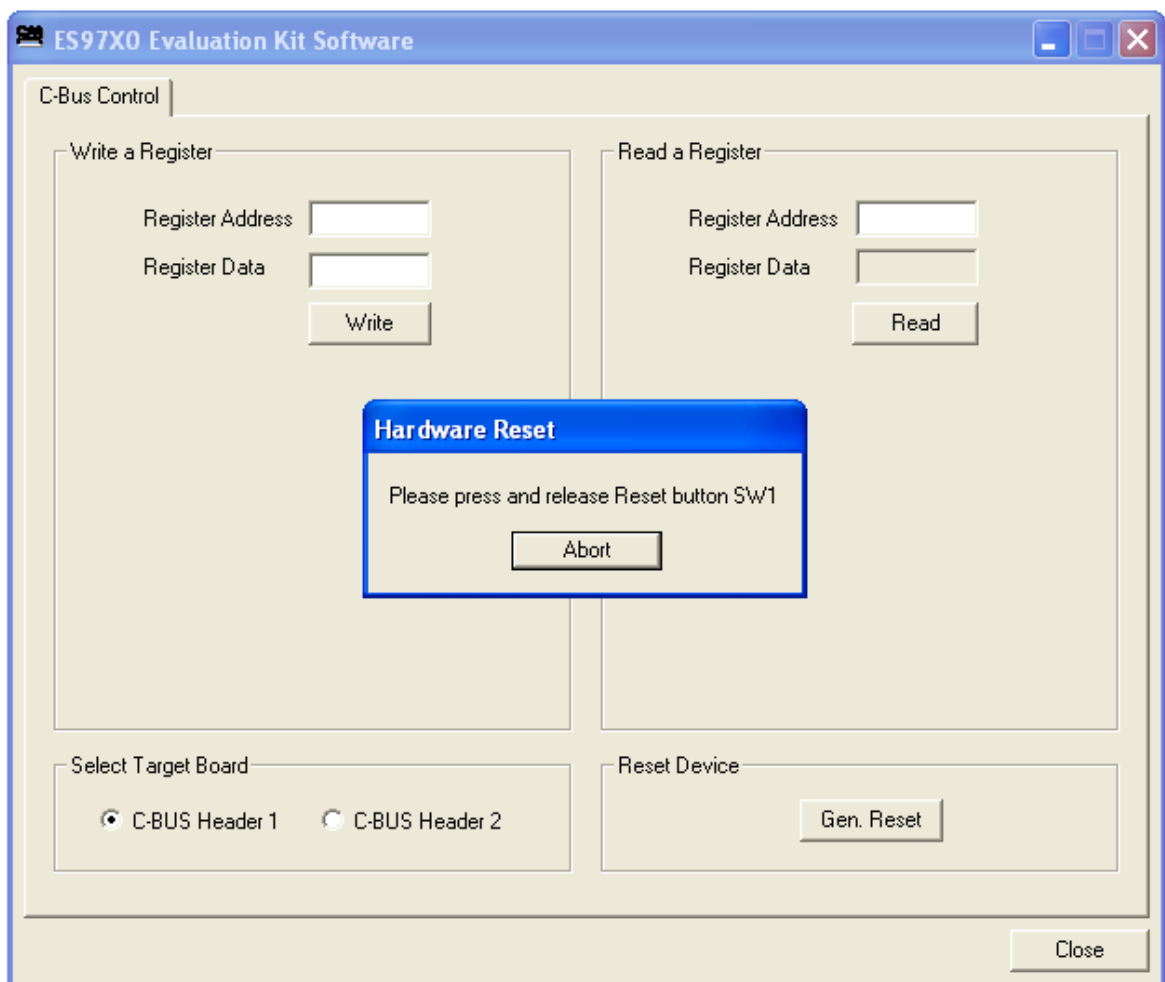 ES97X0 Evaluation Kit Software
C-Bus Control
Write a Register
Register Address
Register Data
Write
Read a Register
Register Address
Register Data
Read
Hardware Reset
Please press and release Reset button SW1
Abort
Select Target Board
C-BUS Header 1 C-BUS Header 2
Reset Device
Gen. Reset
Close